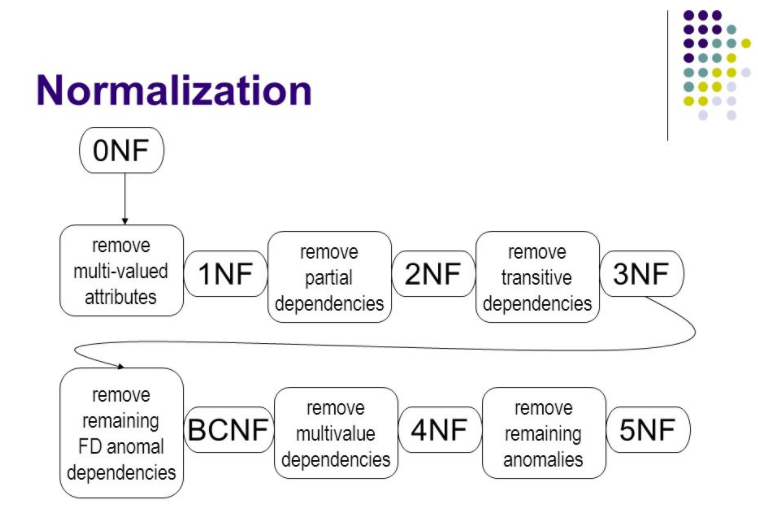 Normalization
0NF
remove
multi-valued
attributes
1NF
remove
partial
dependencies
2NF
remove
transitive
dependencies
3NF
remove
remaining
FD anomal
dependencies
BCNF
remove
multivalue
dependencies
4NF
remove
remaining
anomalies
5NF